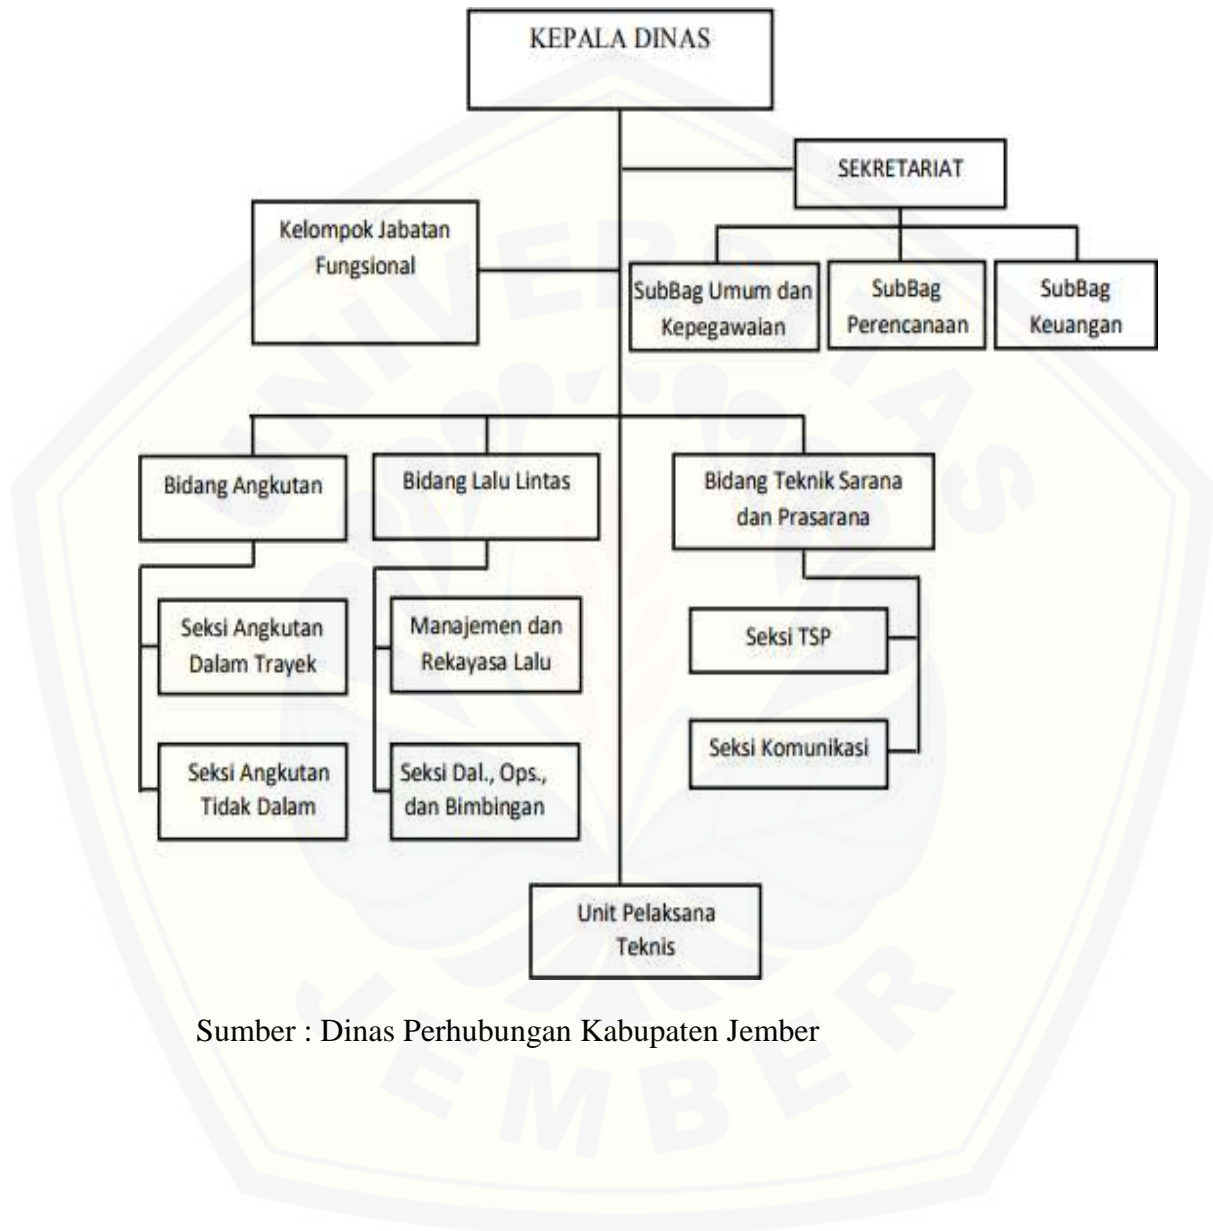 KEPALA DINAS
SEKRETARIAT
Kelompok Jabatan
Fungsional
SubBag Umum dan
Kepegawaian
SubBag
Perencanaan
SubBag
Keuangan
Bidang Angkutan
Bidang Lalu Lintas
Bidang Teknik Sarana
dan Prasarana
Seksi Angkutan
Dalam Trayek
Manajemen dan
Rekayasa Lalu
Seksi TSP
Seksi Angkutan
Tidak Dalam
Seksi Dal., Ops.,
dan Bimbingan
Seksi Komunikasi
Unit Pelaksana
Teknis
Sumber : Dinas Perhubungan Kabupaten Jember
UNIVERSITAS
JEMBER